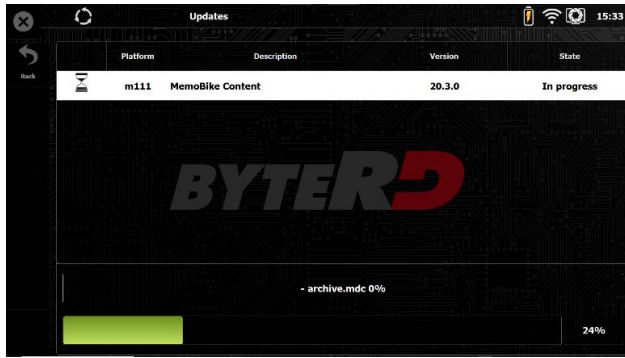 Updates 15:33
Platform Description Version State
Back
m111 MemoBike Content 20.3.0 In progress
BYTERD
- archive.mdc 0%
24%